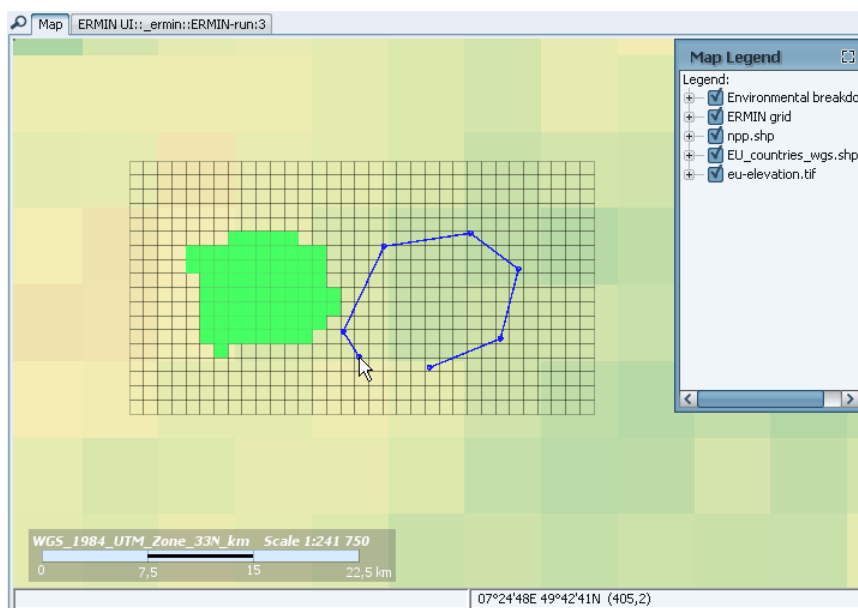 Map ERMIN UI::_ermin::ERMIN-run:3
Map Legend
Legend:
Environmental breakdo
ERMIN grid
npp.shp
EU_countries_wgs.shp
eu-elevation.tif
WGS_1984_UTM_Zone_33N_km Scale 1:241 750
0 7,5 15 22,5 km
07°24'48E 49°42'41N (405,2)